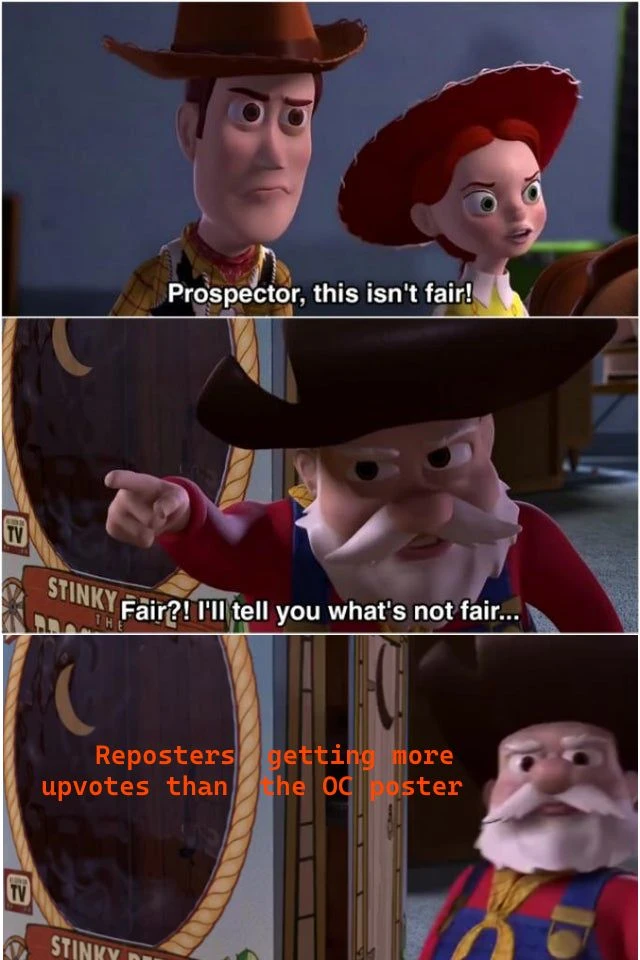 Prospector, this isn't fair!
TV
STINKY
THE
Fair?! I'll tell you what's not fair...
Reposters getting more
upvotes than the OC poster
TV
STINKY